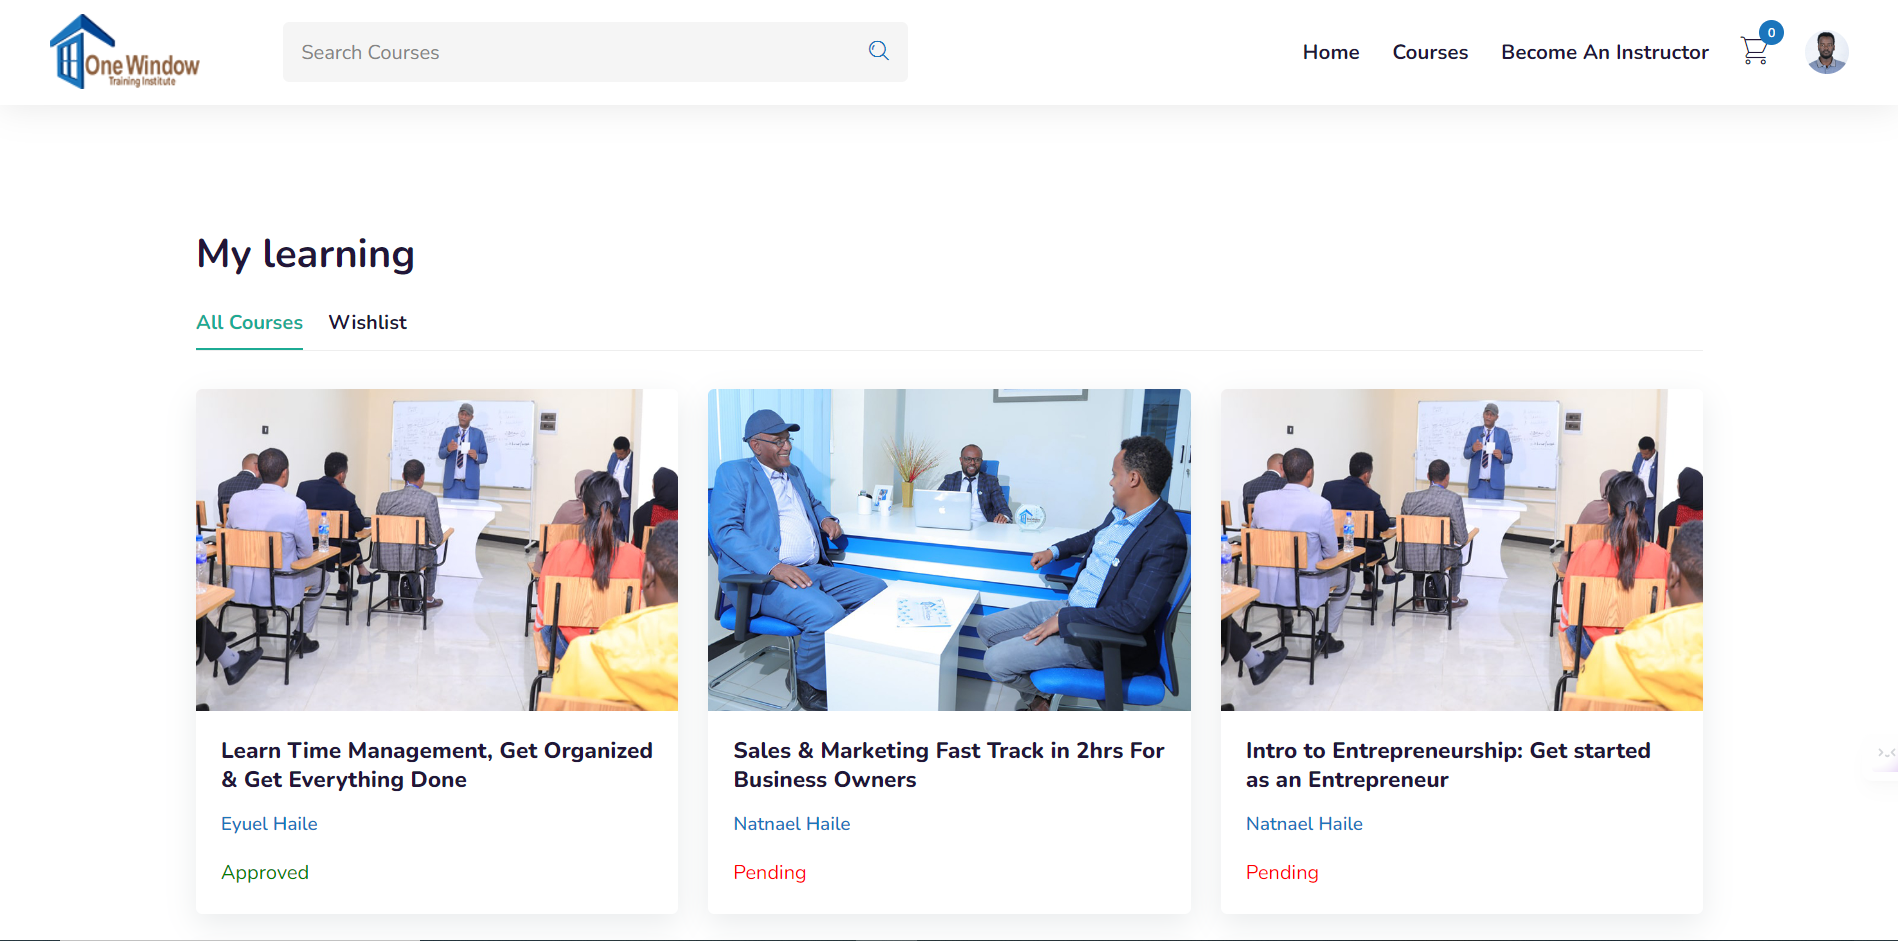 One Window
Training Institute
Search Courses
Home
Courses
Become An Instructor
0
My learning
All Courses
Wishlist
Learn Time Management, Get Organized
& Get Everything Done
Eyuel Haile
Approved
Sales & Marketing Fast Track in 2hrs For
Business Owners
Natnael Haile
Pending
Intro to Entrepreneurship: Get started
as an Entrepreneur
Natnael Haile
Pending